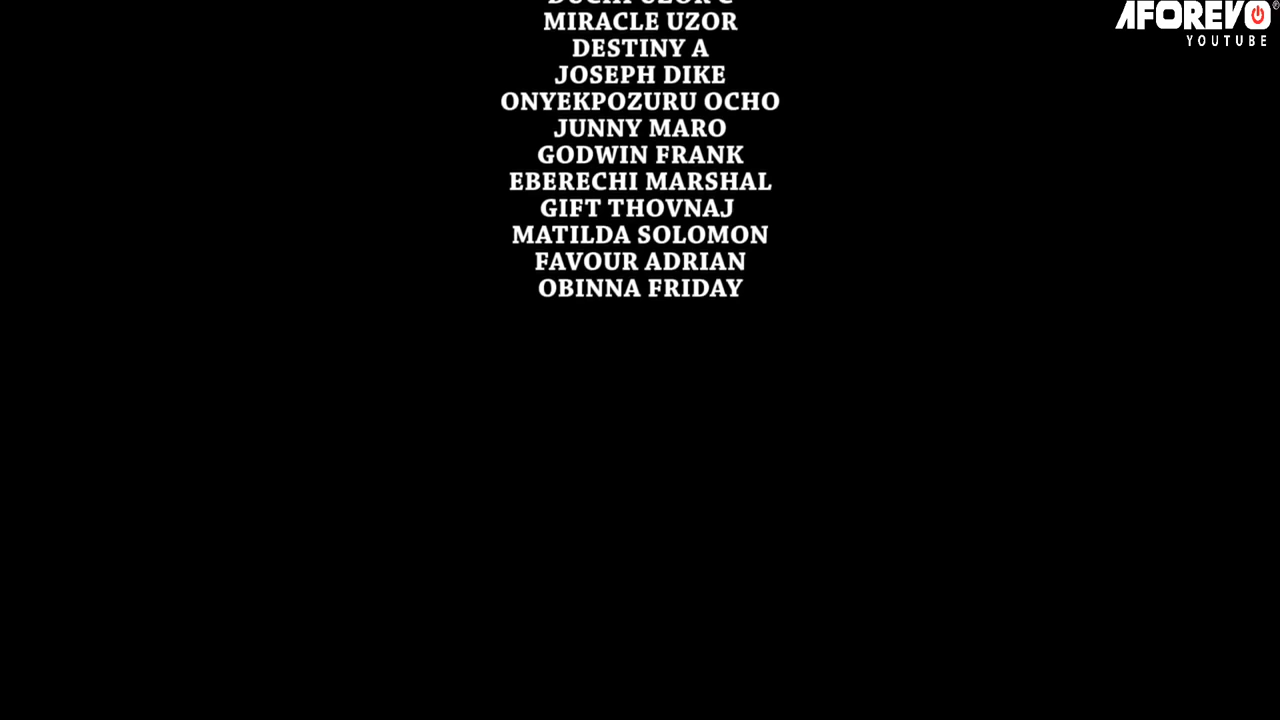 UZOR C
MIRACLE UZOR
DESTINY A
JOSEPH DIKE
ONYEKPOZURU OCHO
JUNNY MARO
GODWIN FRANK
EBERECHI MARSHAL
GIFT THOVNAJ
MATILDA SOLOMON
FAVOUR ADRIAN
OBINNA FRIDAY
AFOREVO®
YOUTUBE